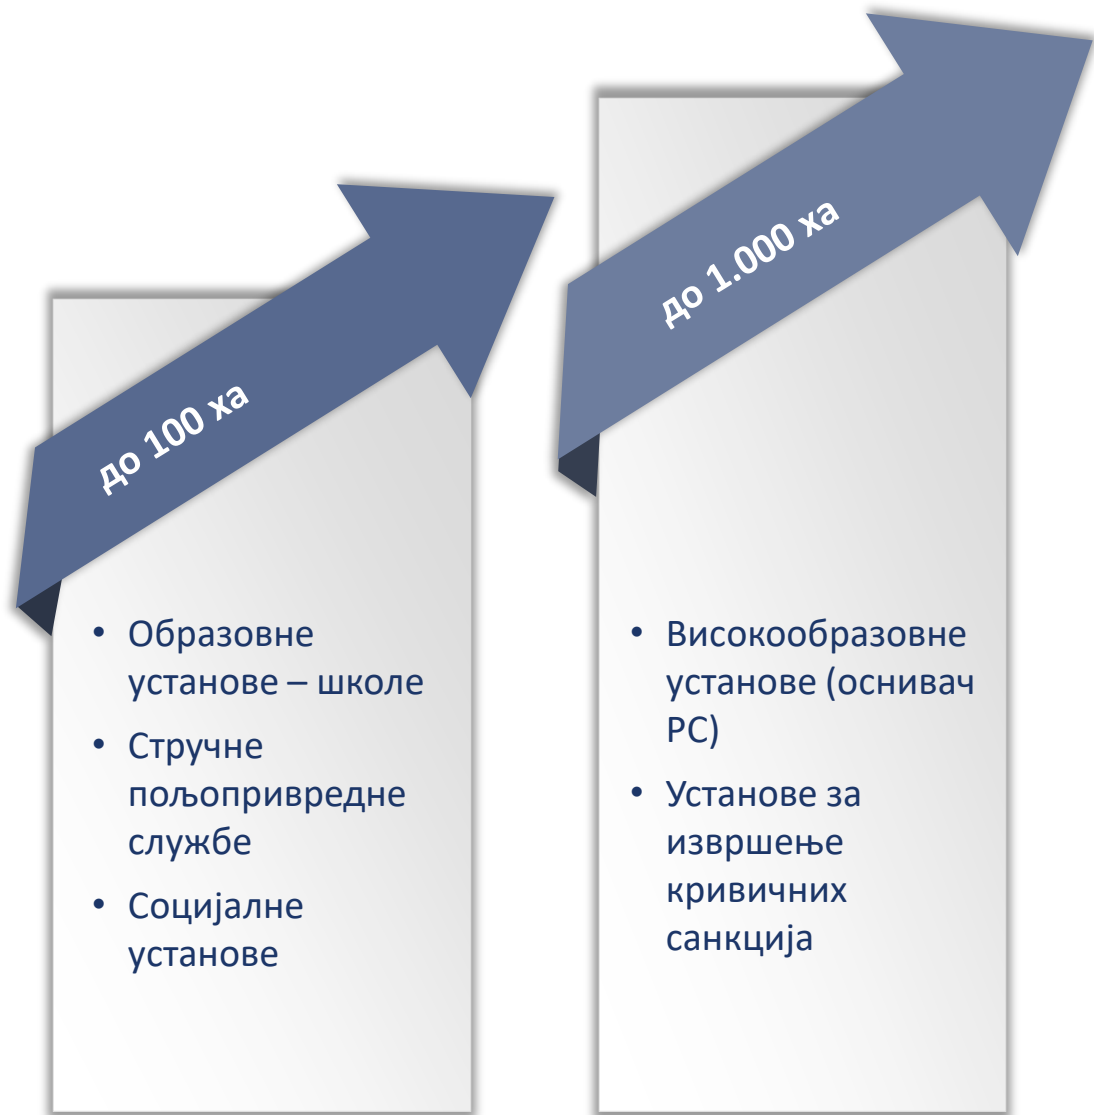 до 100 ха
• Образовне
установе – школе
• Стручне
пољопривредне
службе
• Социјалне
установе
до 1.000 ха
• Високообразовне
установе (оснивач
РС)
• Установе за
извршење
кривичних
санкција